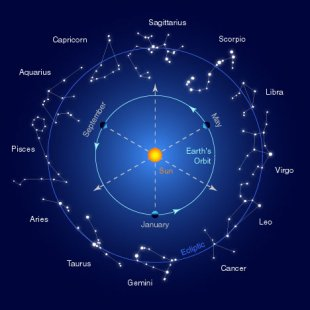 Sagittarius
Capricorn
Scorpio
Aquarius
Libra
September
May
Pisces
Earth's
Orbit
Sun
Virgo
Aries
January
Leo
Ecliptic
Taurus
Cancer
Gemini